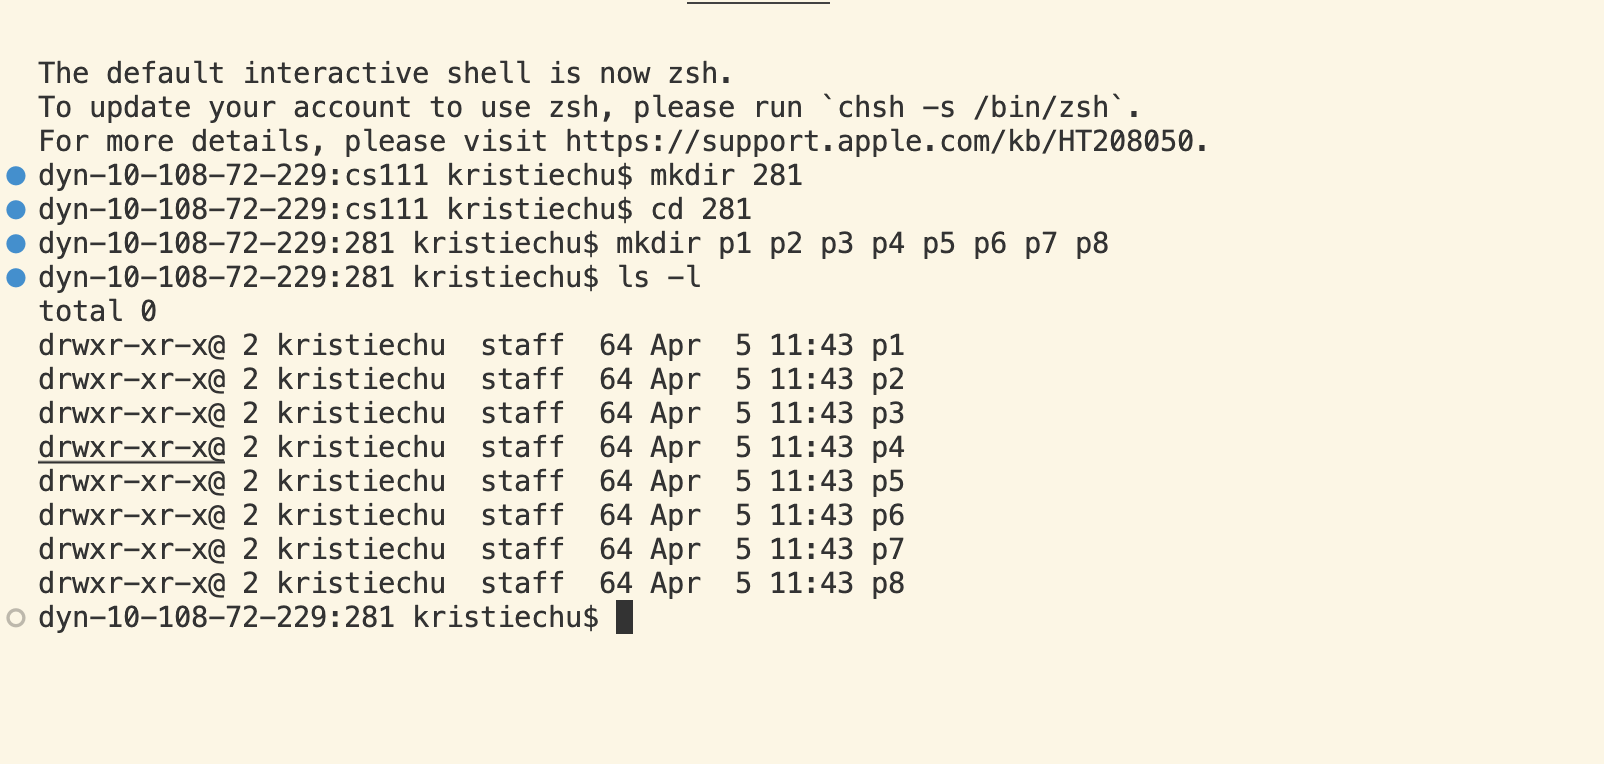 The default interactive shell is now zsh.
To update your account to use zsh, please run `chsh -s /bin/zsh`.
For more details, please visit https://support.apple.com/kb/HT208050.
dyn-10-108-72-229:cs111 kristiechu$ mkdir 281
dyn-10-108-72-229:cs111 kristiechu$ cd 281
dyn-10-108-72-229:281 kristiechu$ mkdir p1 p2 p3 p4 p5 p6 p7 p8
dyn-10-108-72-229:281 kristiechu$ ls -l
total 0
drwxr-xr-x@ 2 kristiechu  staff  64 Apr  5 11:43 p1
drwxr-xr-x@ 2 kristiechu  staff  64 Apr  5 11:43 p2
drwxr-xr-x@ 2 kristiechu  staff  64 Apr  5 11:43 p3
drwxr-xr-x@ 2 kristiechu  staff  64 Apr  5 11:43 p4
drwxr-xr-x@ 2 kristiechu  staff  64 Apr  5 11:43 p5
drwxr-xr-x@ 2 kristiechu  staff  64 Apr  5 11:43 p6
drwxr-xr-x@ 2 kristiechu  staff  64 Apr  5 11:43 p7
drwxr-xr-x@ 2 kristiechu  staff  64 Apr  5 11:43 p8
dyn-10-108-72-229:281 kristiechu$